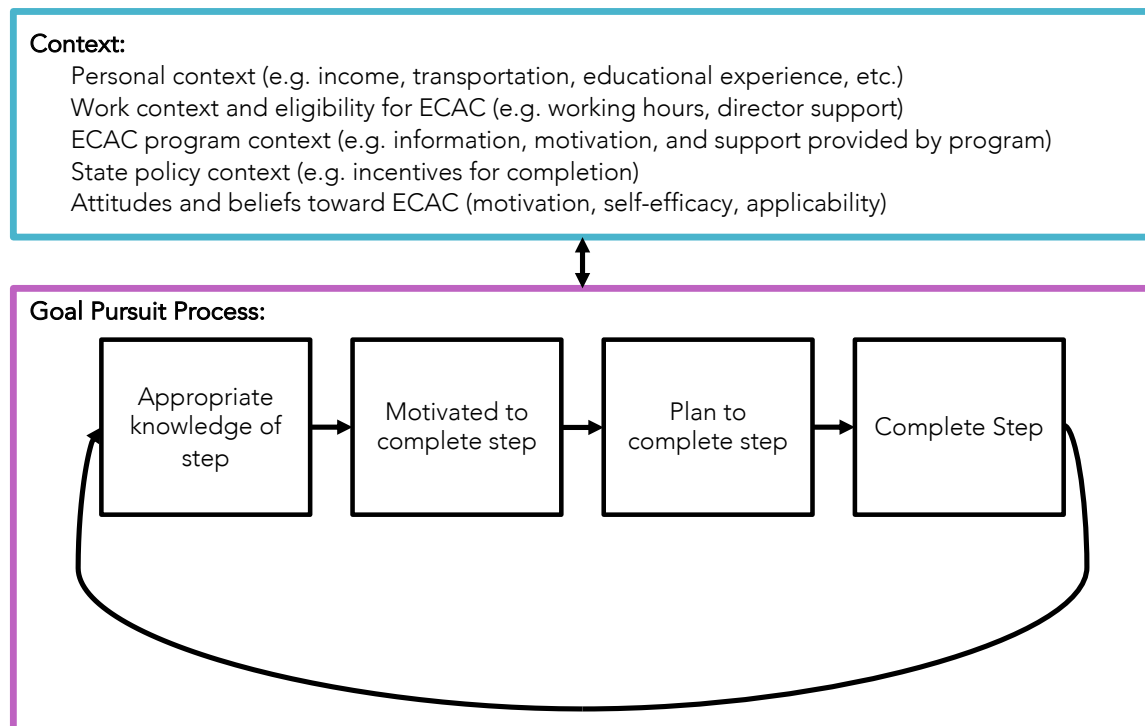 Context:
Personal context (e.g. income, transportation, educational experience, etc.)
Work context and eligibility for ECAC (e.g. working hours, director support)
ECAC program context (e.g. information, motivation, and support provided by program)
State policy context (e.g. incentives for completion)
Attitudes and beliefs toward ECAC (motivation, self-efficacy, applicability)
Goal Pursuit Process:
Appropriate
knowledge of
step
Motivated to
complete step
Plan to
complete step
Complete Step